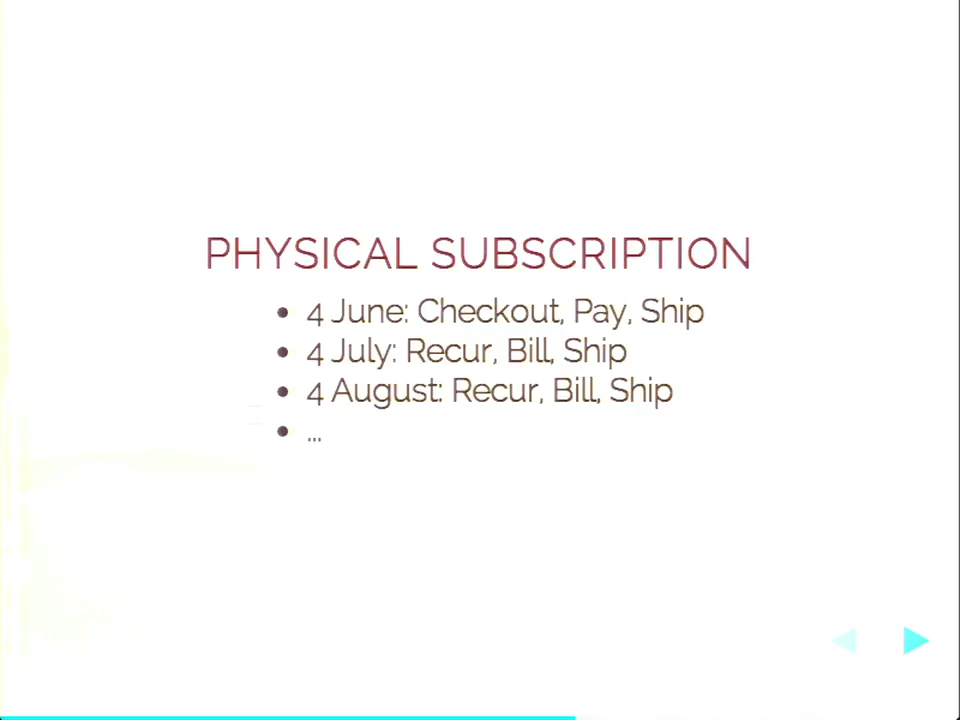 PHYSICAL SUBSCRIPTION
• 4 June: Checkout, Pay, Ship
• 4 July: Recur, Bill, Ship
• 4 August: Recur, Bill, Ship
• ...